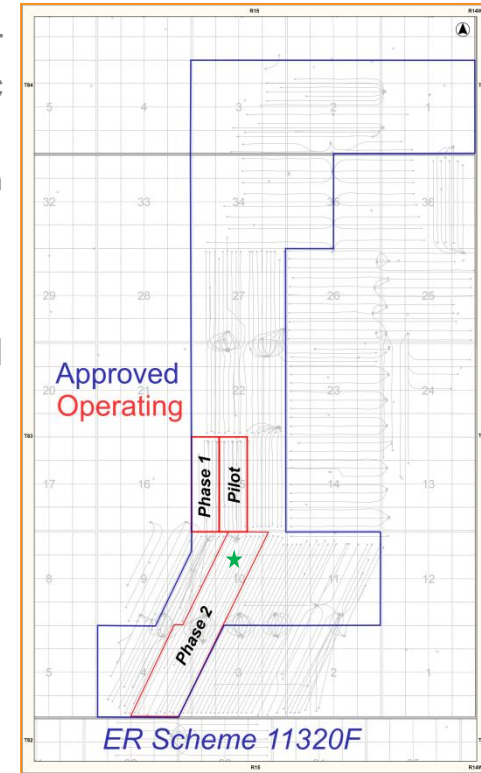 R15
T84
5 4 3 2 1
32 33 34 35 36
29 28 27 26 25
Approved
Operating
20 21 22 23 24
T83
Phase 1
Pilot
17 16 14 13
8 9 10 11 12
Phase 2
5 4 2 1
ER Scheme 11320F
T82
R15